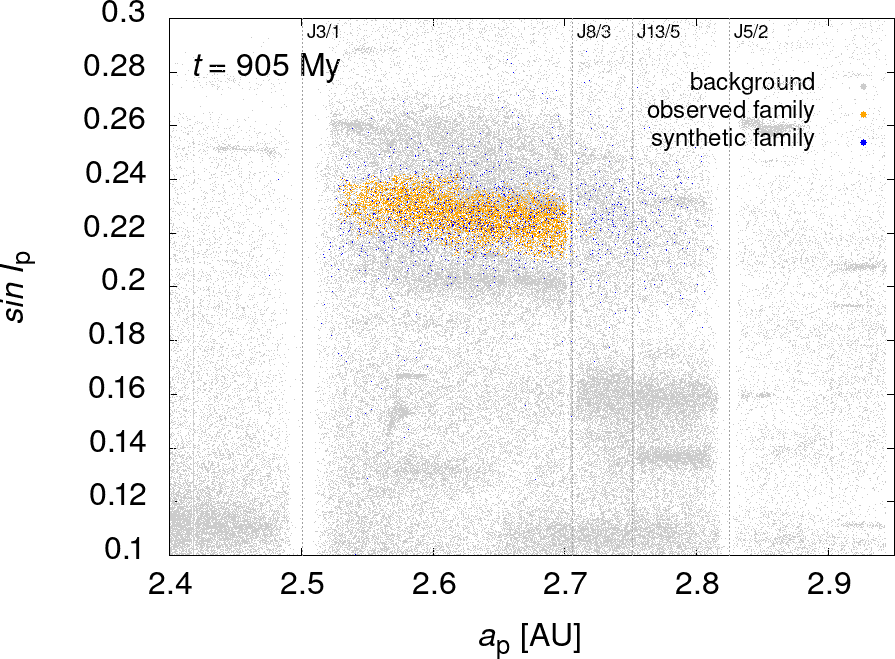 0.3
J3/1
J8/3
J13/5
J5/2
t = 905 My
0.28
background
0.26
observed family
synthetic family
0.24
0.22
0.2
0.18
0.16
0.14
0.12
0.1
sin Ip
2.4
2.5
2.6
2.7
2.8
2.9
ap [AU]